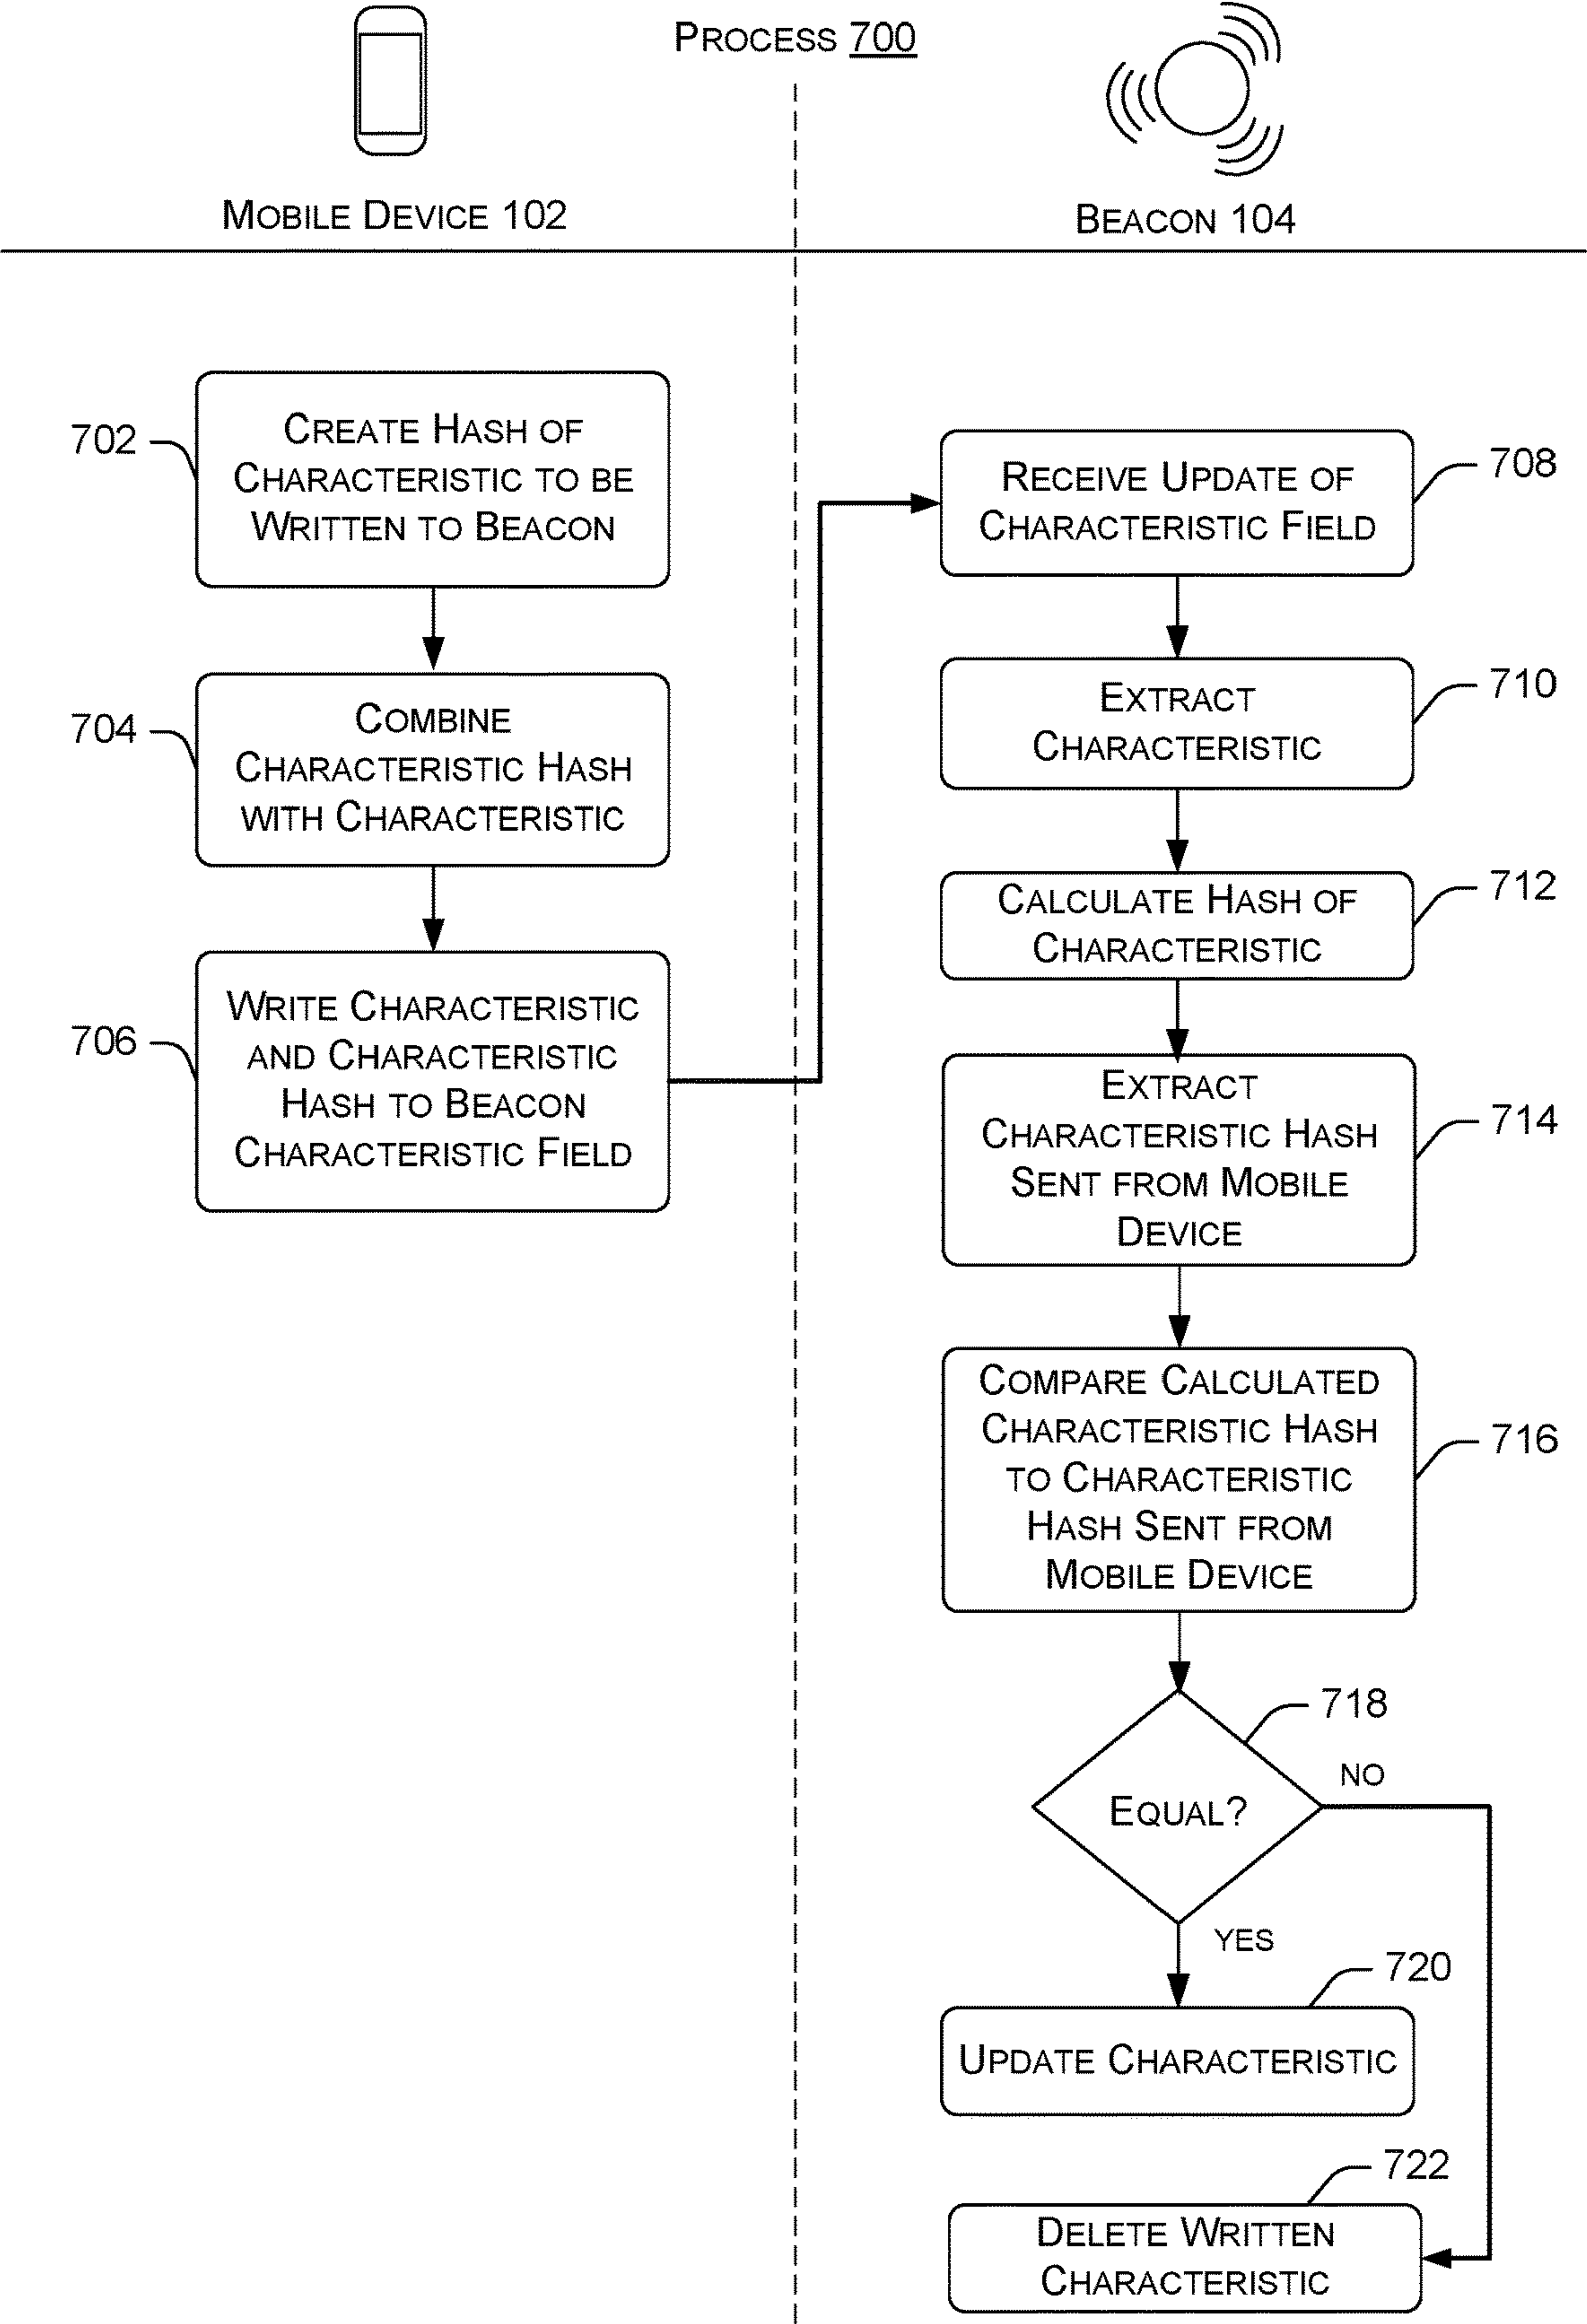 PROCESS 700
MOBILE DEVICE 102
BEACON 104
702
CREATE HASH OF
CHARACTERISTIC TO BE
WRITTEN TO BEACON
704
COMBINE
CHARACTERISTIC HASH
WITH CHARACTERISTIC
706
WRITE CHARACTERISTIC
AND CHARACTERISTIC
HASH TO BEACON
CHARACTERISTIC FIELD
708
RECEIVE UPDATE OF
CHARACTERISTIC FIELD
710
EXTRACT
CHARACTERISTIC
712
CALCULATE HASH OF
CHARACTERISTIC
714
EXTRACT
CHARACTERISTIC HASH
SENT FROM MOBILE
DEVICE
716
COMPARE CALCULATED
CHARACTERISTIC HASH
TO CHARACTERISTIC
HASH SENT FROM
MOBILE DEVICE
718
EQUAL?
NO
YES
720
UPDATE CHARACTERISTIC
722
DELETE WRITTEN
CHARACTERISTIC